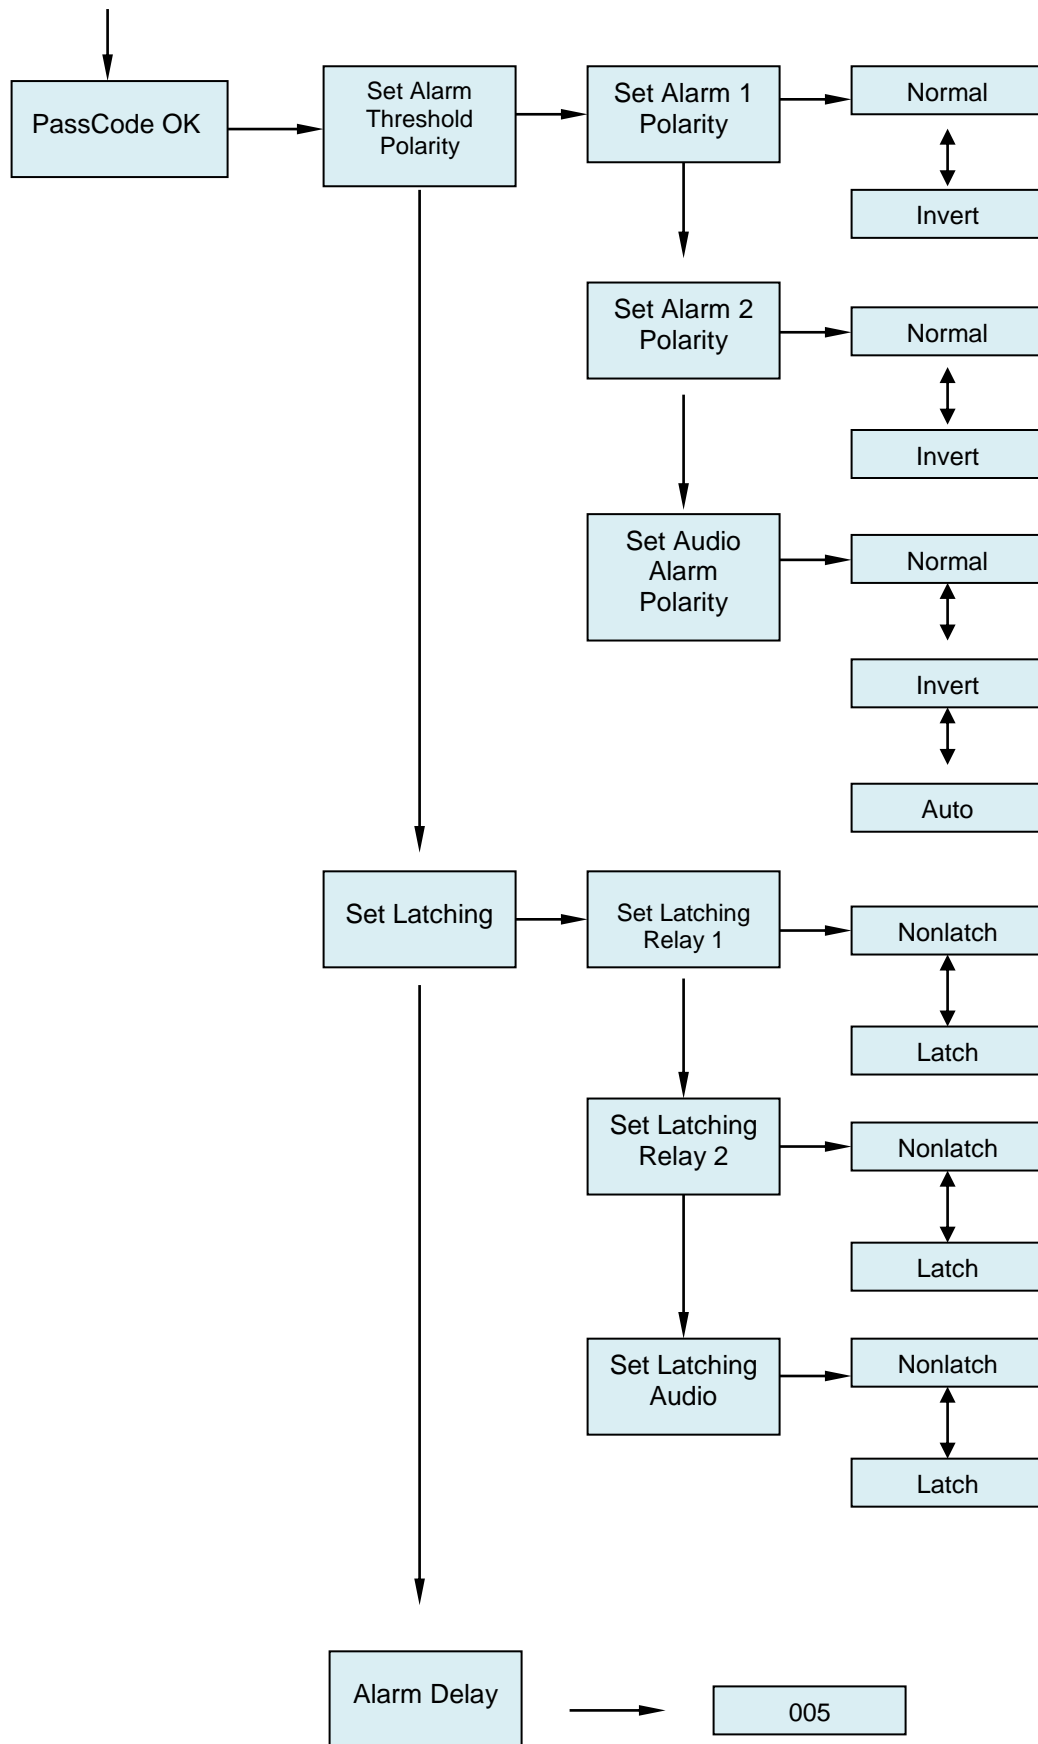 PassCode OK
Set Alarm
Threshold
Polarity
Set Alarm 1
Polarity
Normal
Invert
Set Alarm 2
Polarity
Normal
Invert
Set Audio
Alarm
Polarity
Normal
Invert
Auto
Set Latching
Set Latching
Relay 1
Nonlatch
Latch
Set Latching
Relay 2
Nonlatch
Latch
Set Latching
Audio
Nonlatch
Latch
Alarm Delay
005